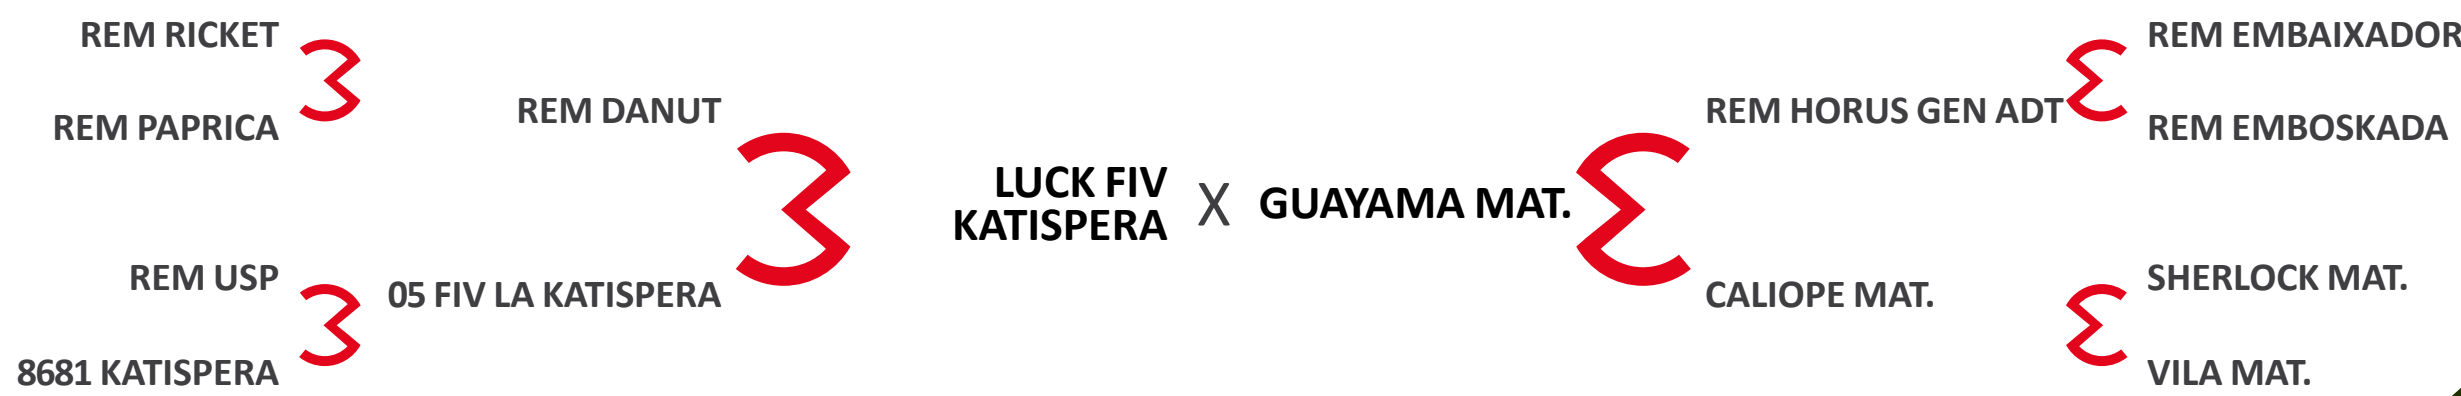 REM RICKET
REM PAPRICA
REM DANUT
REM USP
05 FIV LA KATISPERA
8681 KATISPERA
LUCK FIV
KATISPERA
X
GUAYAMA MAT.
REM HORUS GEN ADT
CALIOPE MAT.
REM EMBAIXADOR
REM EMBOSKADA
SHERLOCK MAT.
VILA MAT.